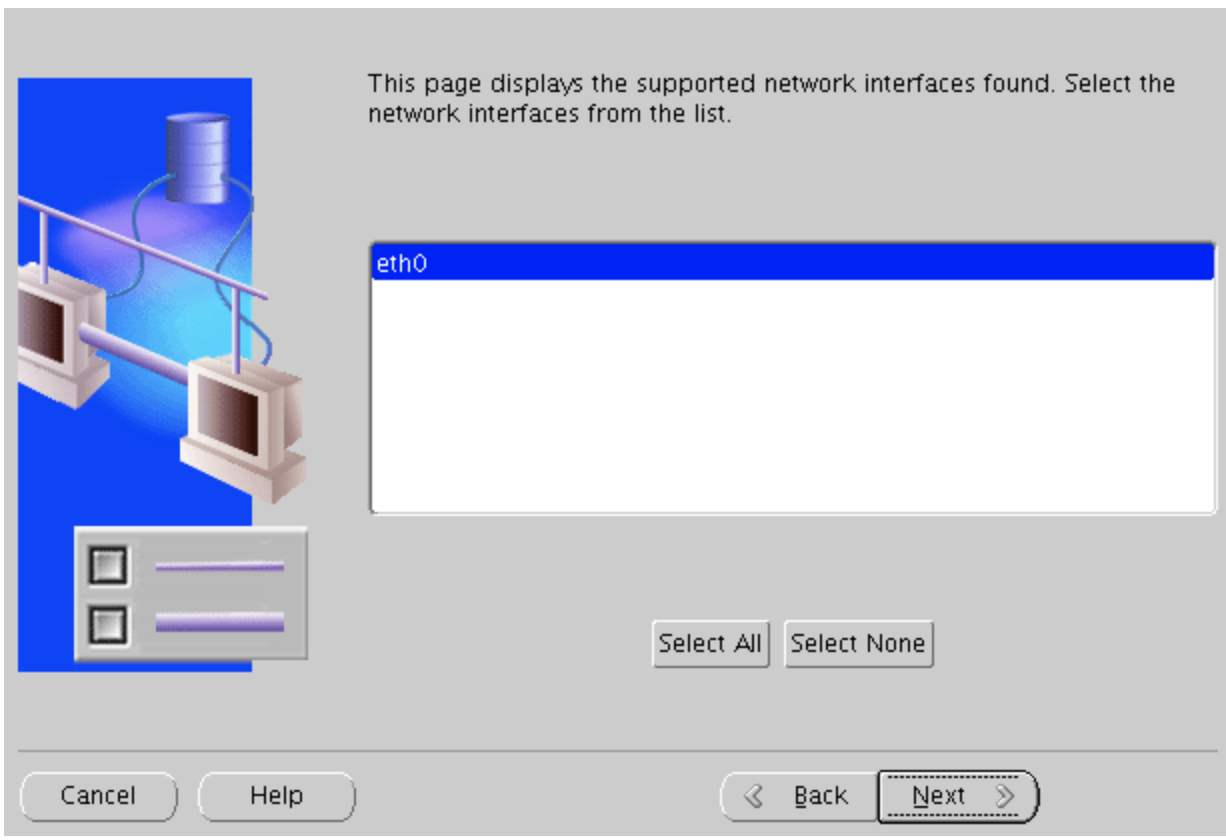 This page displays the supported network interfaces found. Select the
network interfaces from the list.
eth0
Select All
Select None
Cancel
Help
Back
Next